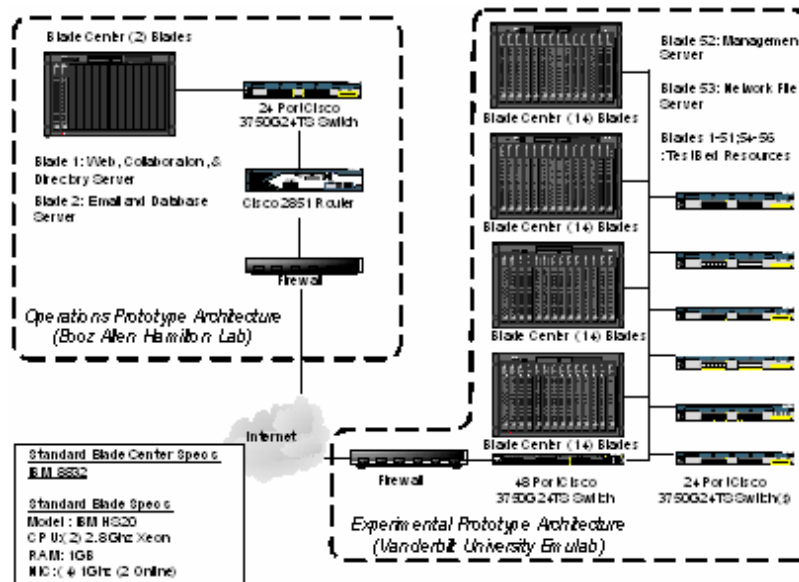 Blade Center (2) Blades
24 Port Cisco
3750G24TS Switch
Blade 1: Web, Collaboration, &
Directory Server
Blade 2: Email and Database
Server
Cisco 2851 Router
Firewall
Operations Prototype Architecture
(Booz Allen Hamilton Lab)
Internet
Standard Blade Center Specs
IBM 8832
Standard Blade Specs
Model : IBM HS20
CPU:(2) 2.8Ghz Xeon
RAM: 1GB
NIC:(4) 1Ghz (2 Online)
Blade Center (14) Blades
Blade Center (14) Blades
Blade Center (14) Blades
Blade Center (14) Blades
Blade 52: Management
Server
Blade 53: Network File
Server
Blades 1-51;54-56
:TestBed Resources
Firewall
48 Port Cisco
3750G24TS Switch
24 Port Cisco
3750G24TS Switch(s)
Experimental Prototype Architecture
(Vanderbilt University Emulab)